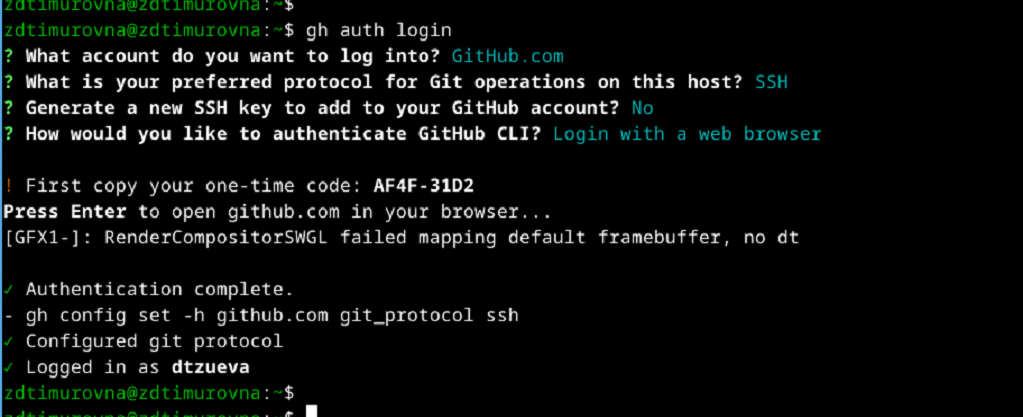 zdtimurovna@zdtimurovna:~$
zdtimurovna@zdtimurovna:~$ gh auth login
? What account do you want to log into? GitHub.com
? What is your preferred protocol for Git operations on this host? SSH
? Generate a new SSH key to add to your GitHub account? No
? How would you like to authenticate GitHub CLI? Login with a web browser
! First copy your one-time code: AF4F-31D2
Press Enter to open github.com in your browser...
[GFX1-]: RenderCompositorSWGL failed mapping default framebuffer, no dt
✓ Authentication complete.
- gh config set -h github.com git_protocol ssh
✓ Configured git protocol
✓ Logged in as dtzueva
zdtimurovna@zdtimurovna:~$
zdtimurovna@zdtimurovna:~$